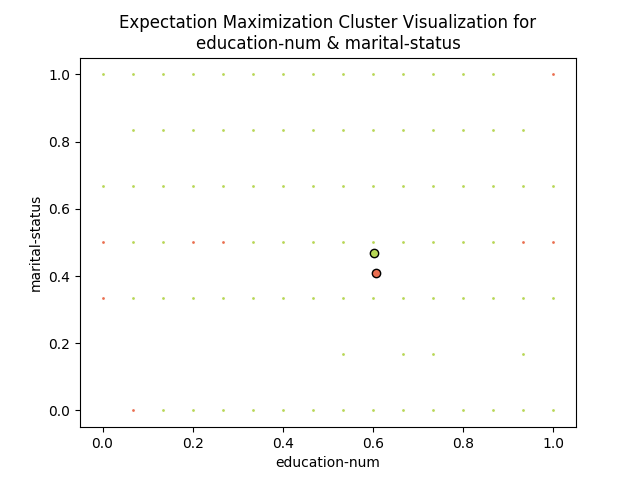 Expectation Maximization Cluster Visualization for
education-num & marital-status
1.0
0.8
0.6
0.4
0.2
0.0
marital-status
0.0 0.2 0.4 0.6 0.8 1.0
education-num